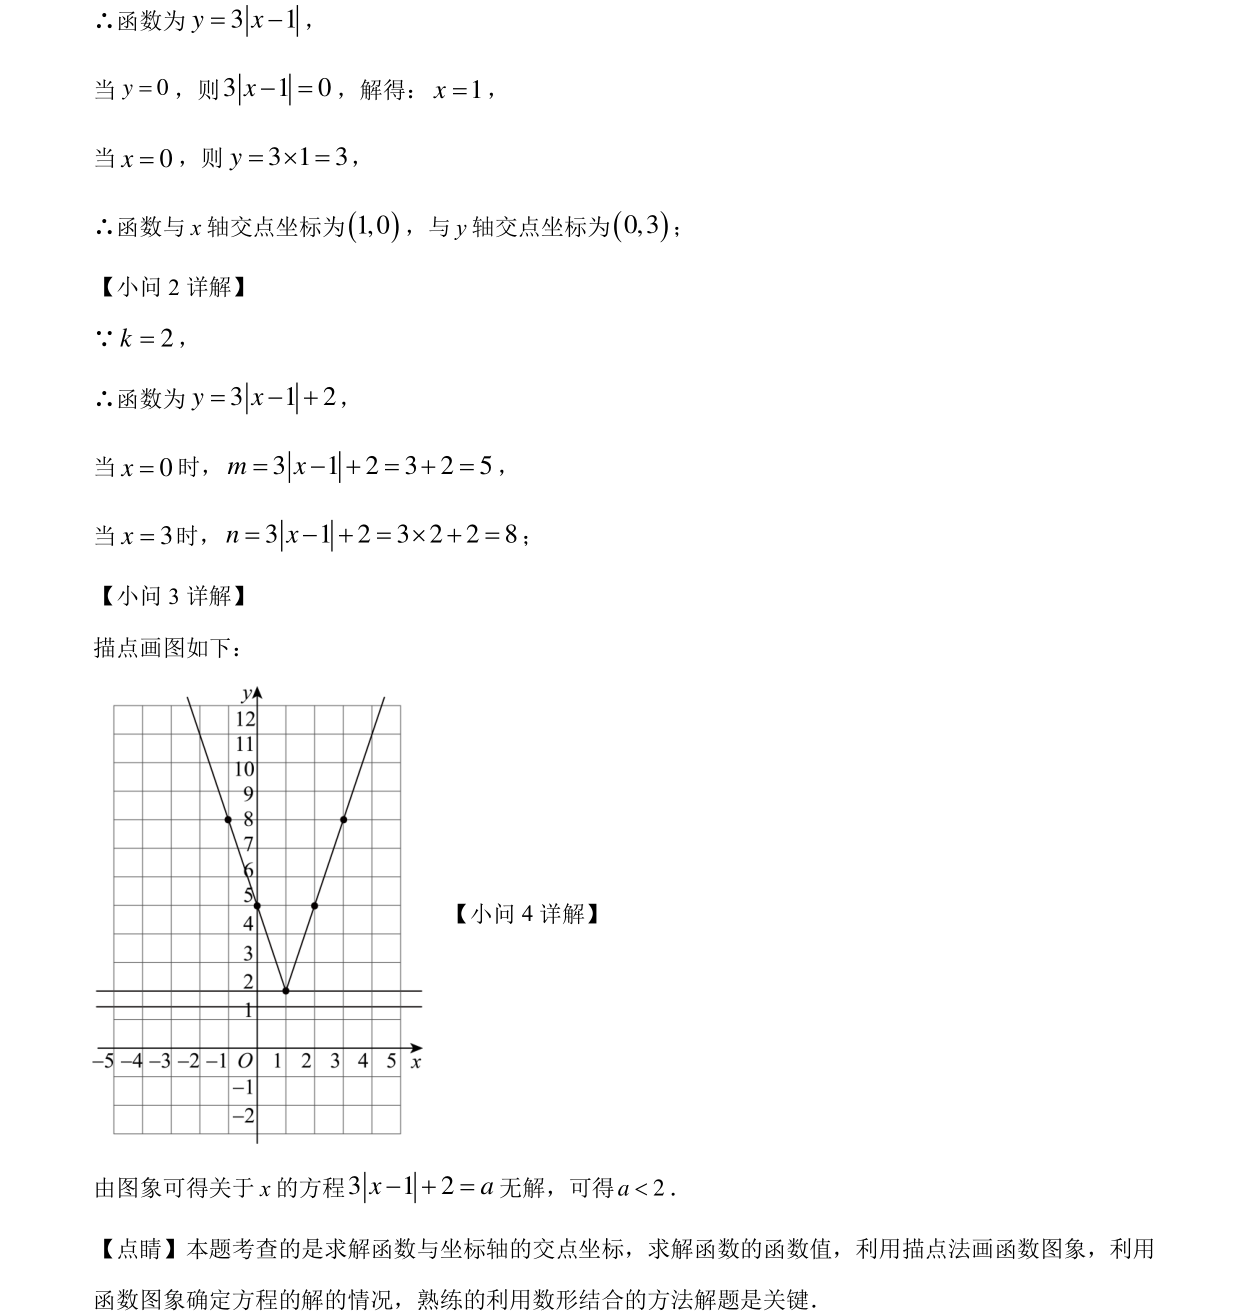 ∴函数为 y=3|x−1|，
当 y=0，则3|x−1|=0，解得：x=1，
当x=0，则 y=3×1=3，
∴函数与x轴交点坐标为(1,0)，与y轴交点坐标为(0,3)；
【小问 2 详解】
∵k=2，
∴函数为 y=3|x−1|+2，
当x=0时，m=3|x−1|+2=3+2=5，
当x=3时，n=3|x−1|+2=3×2+2=8；
【小问 3 详解】
描点画图如下：
y
12
11
10
9
8
7
6
5
4
3
2
1
−5 −4 −3 −2 −1 O 1 2 3 4 5 x
−1
−2
【小问 4 详解】
由图象可得关于x的方程3|x−1|+2=a无解，可得a<2．
【点睛】本题考查的是求解函数与坐标轴的交点坐标，求解函数的函数值，利用描点法画函数图象，利用
函数图象确定方程的解的情况，熟练的利用数形结合的方法解题是关键．